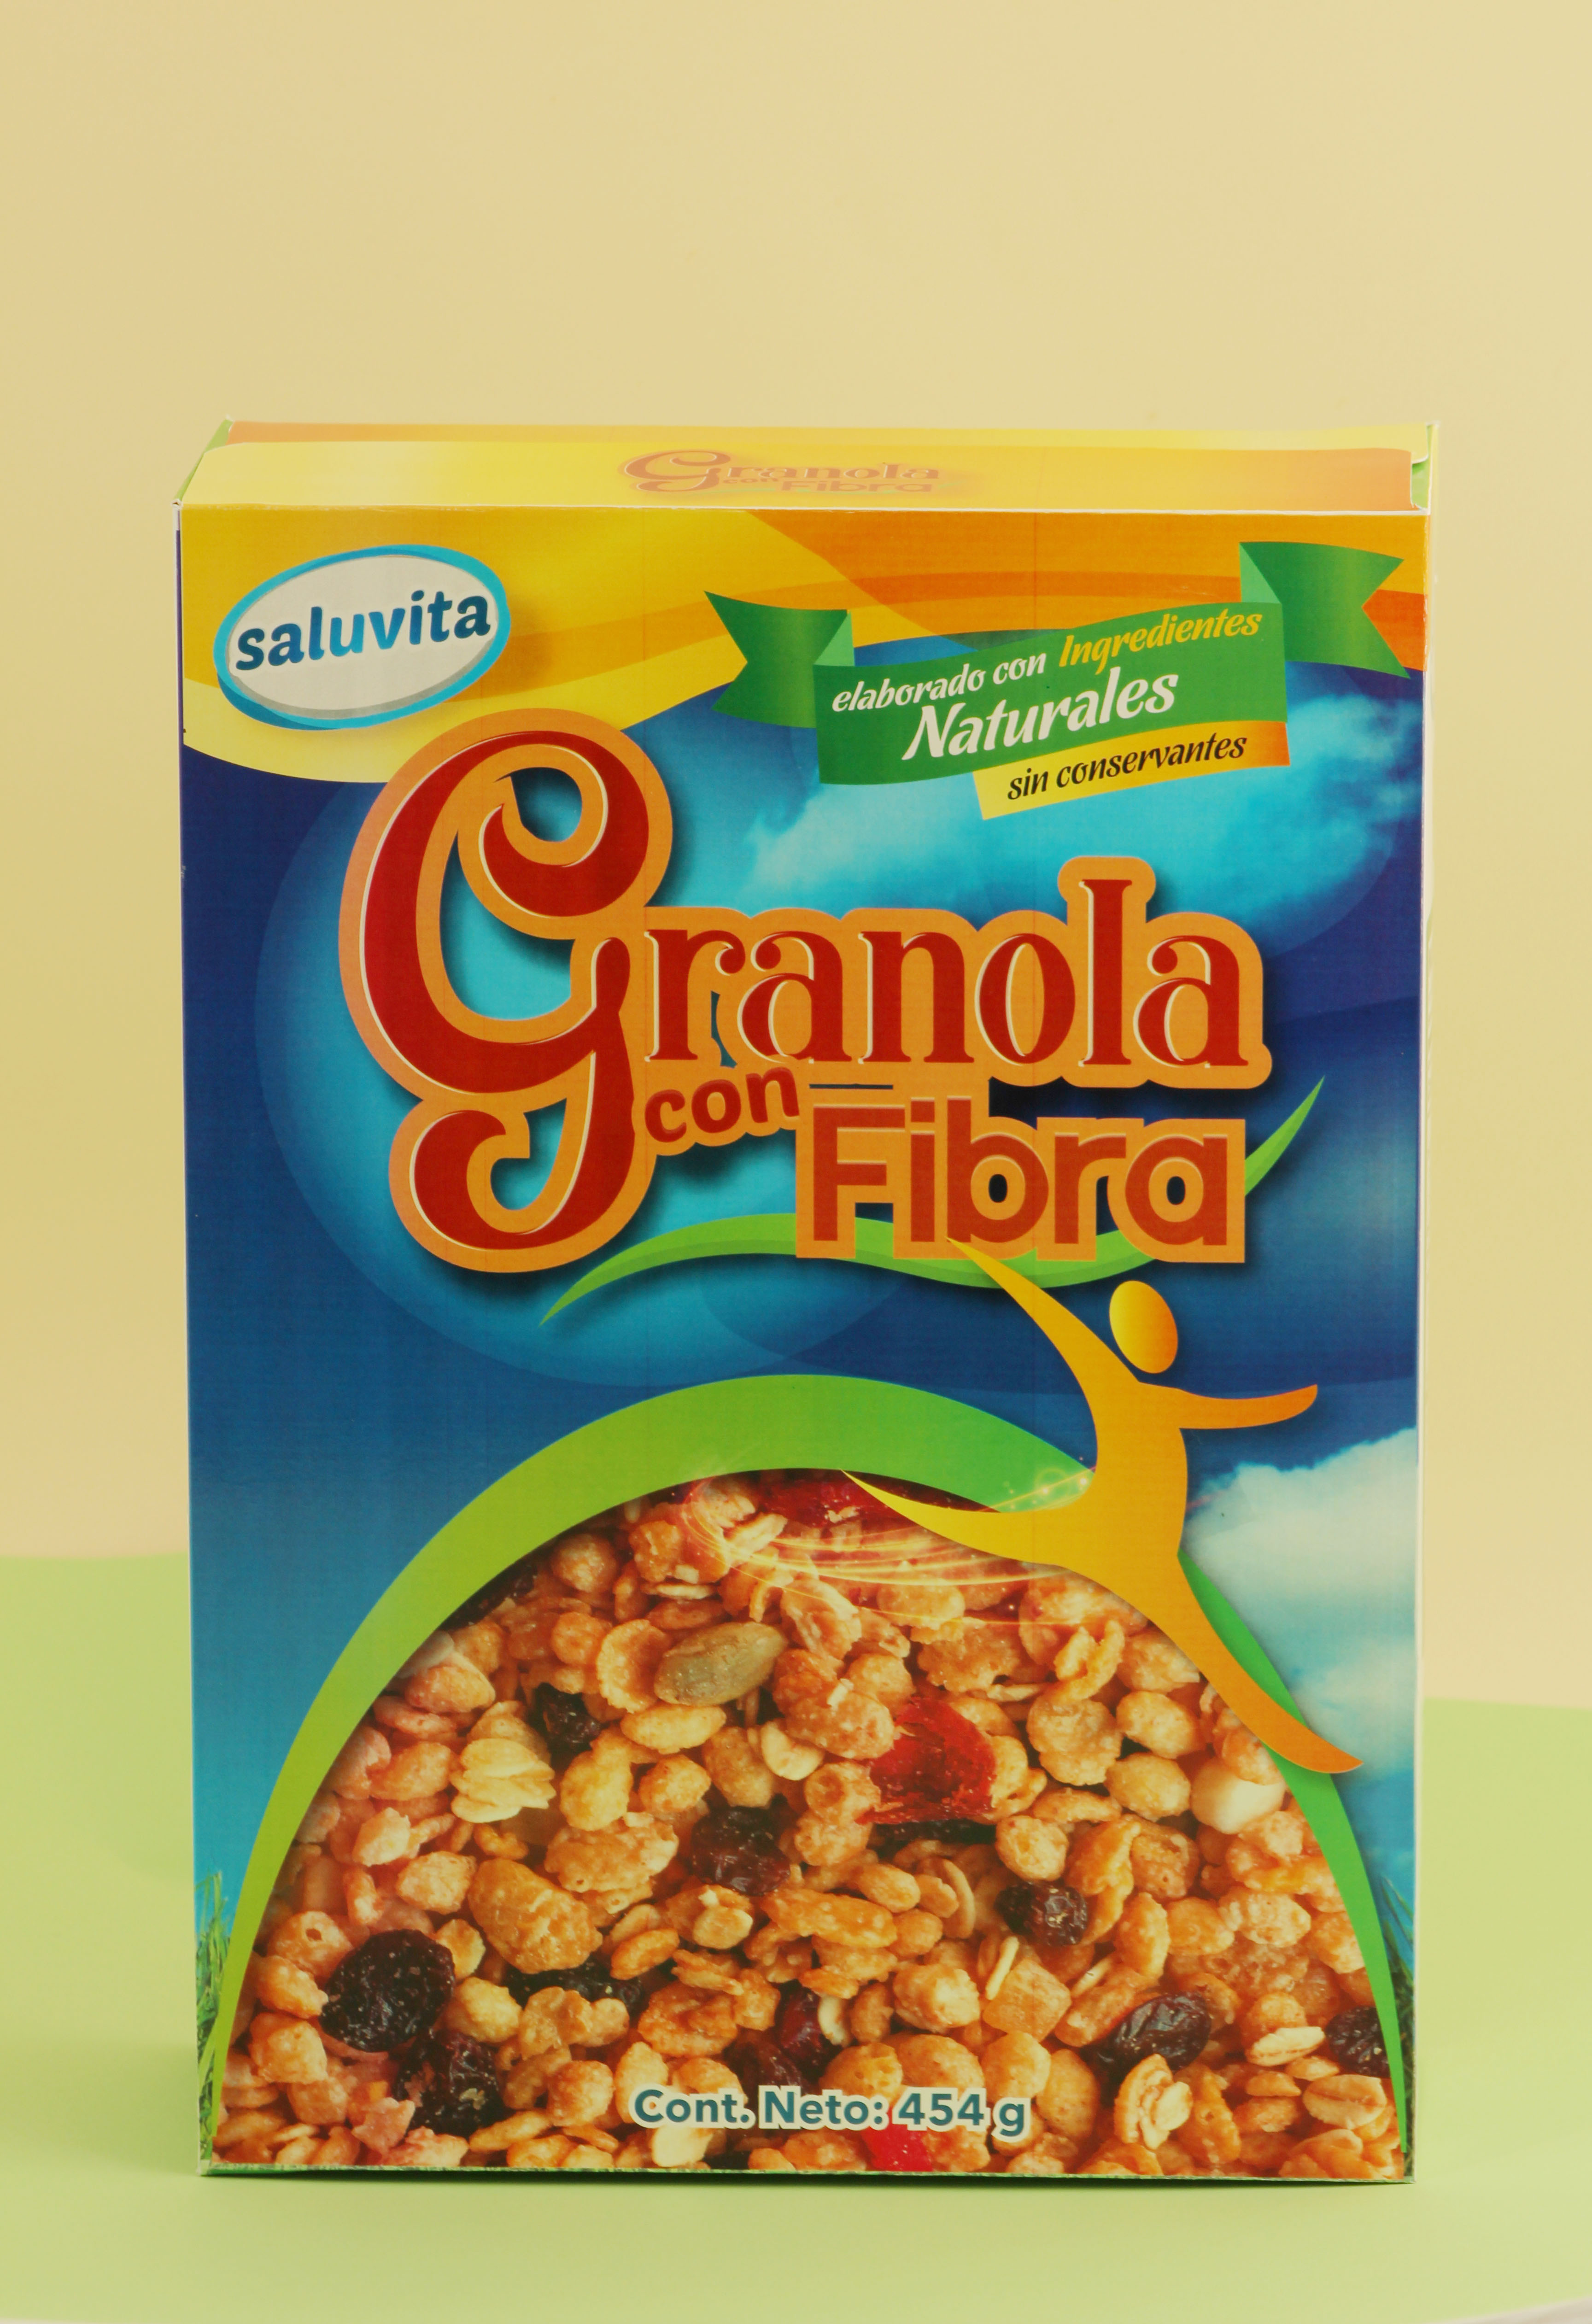 Granola
con Fibra
saluvita
elaborado con Ingredientes
Naturales
sin conservantes
Granola
con
Fibra
Cont. Neto: 454 g